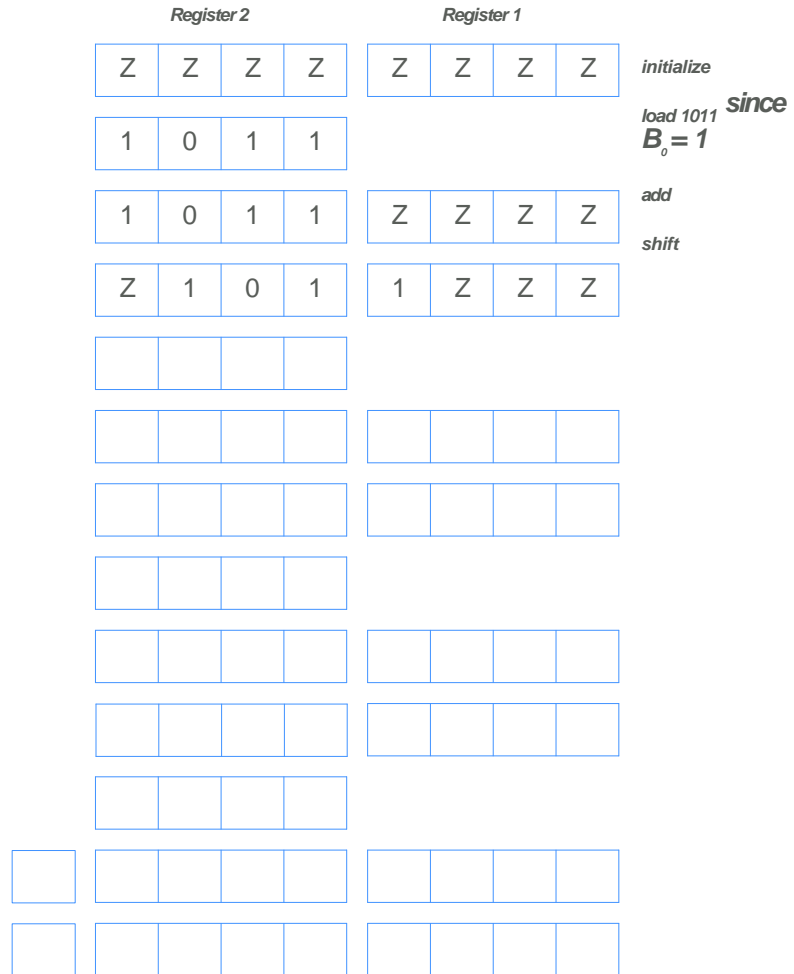 Register 2 Register 1
Z Z Z Z Z Z Z Z initialize
load 1011 since
1 0 1 1 B0 = 1
1 0 1 1 Z Z Z Z add
shift
Z 1 0 1 1 Z Z Z